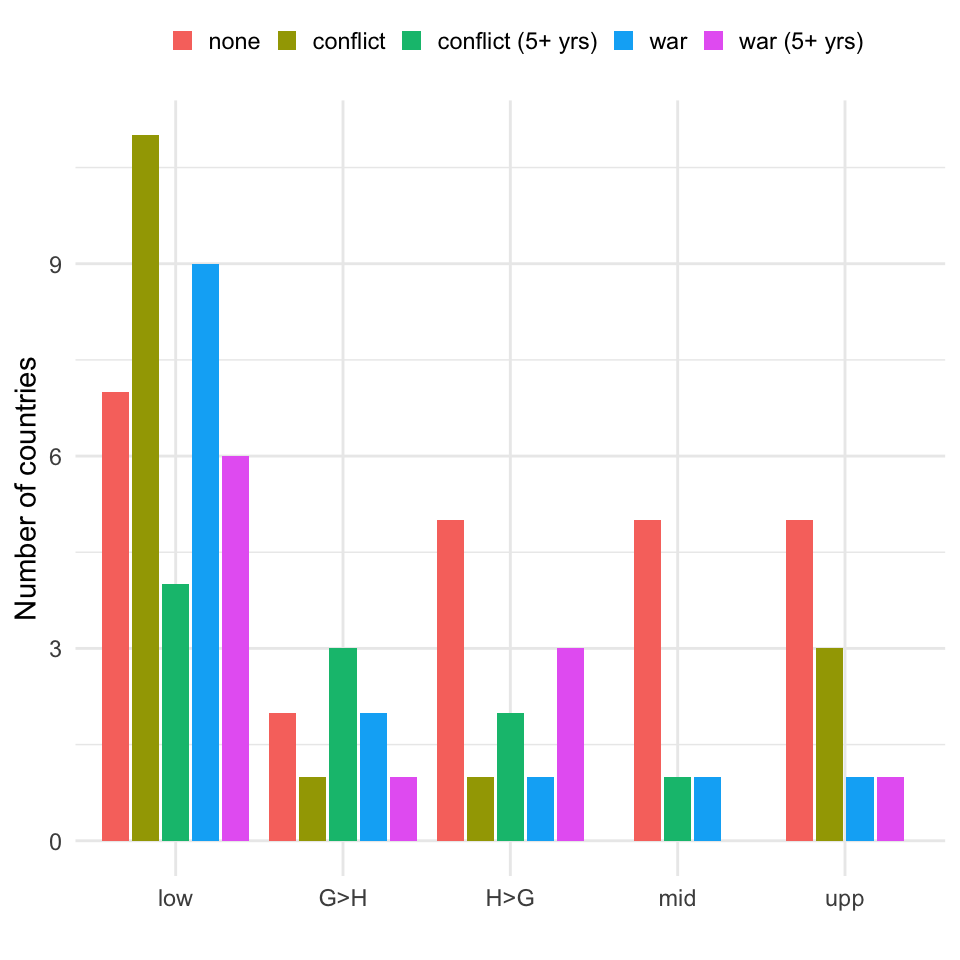 none conflict conflict (5+ yrs) war war (5+ yrs)
Number of countries
9
6
3
0
low G>H H>G mid upp